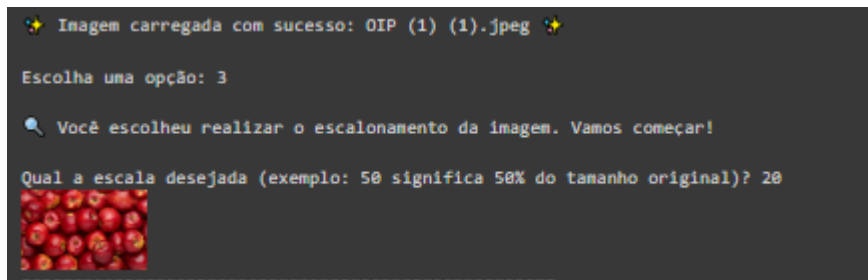 ✨ Imagem carregada com sucesso: OIP (1) (1).jpeg ✨
Escolha uma opção: 3
🔍 Você escolheu realizar o escalonamento da imagem. Vamos começar!
Qual a escala desejada (exemplo: 50 significa 50% do tamanho original)? 20